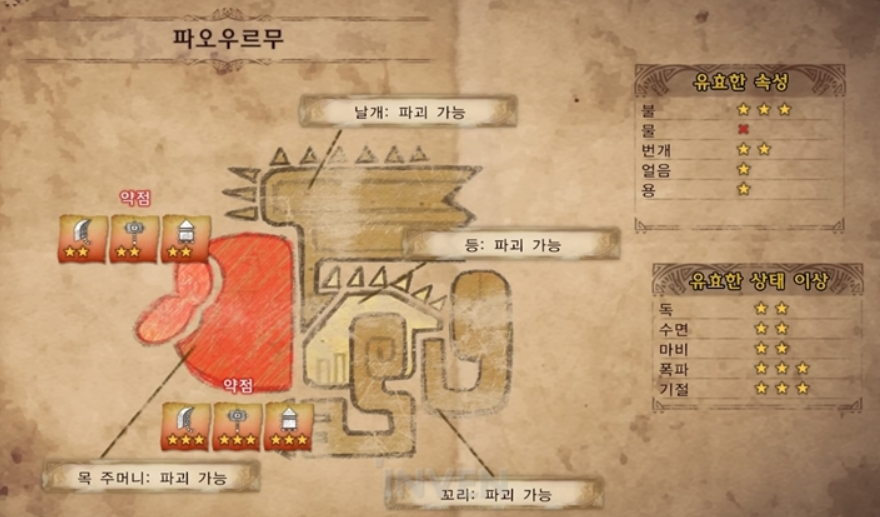 파오우르무
날개: 파괴 가능
약점
등: 파괴 가능
약점
목 주머니: 파괴 가능
꼬리: 파괴 가능
유효한 속성
불
물
번개
얼음
용
유효한 상태 이상
독
수면
마비
폭파
기절
INVEN